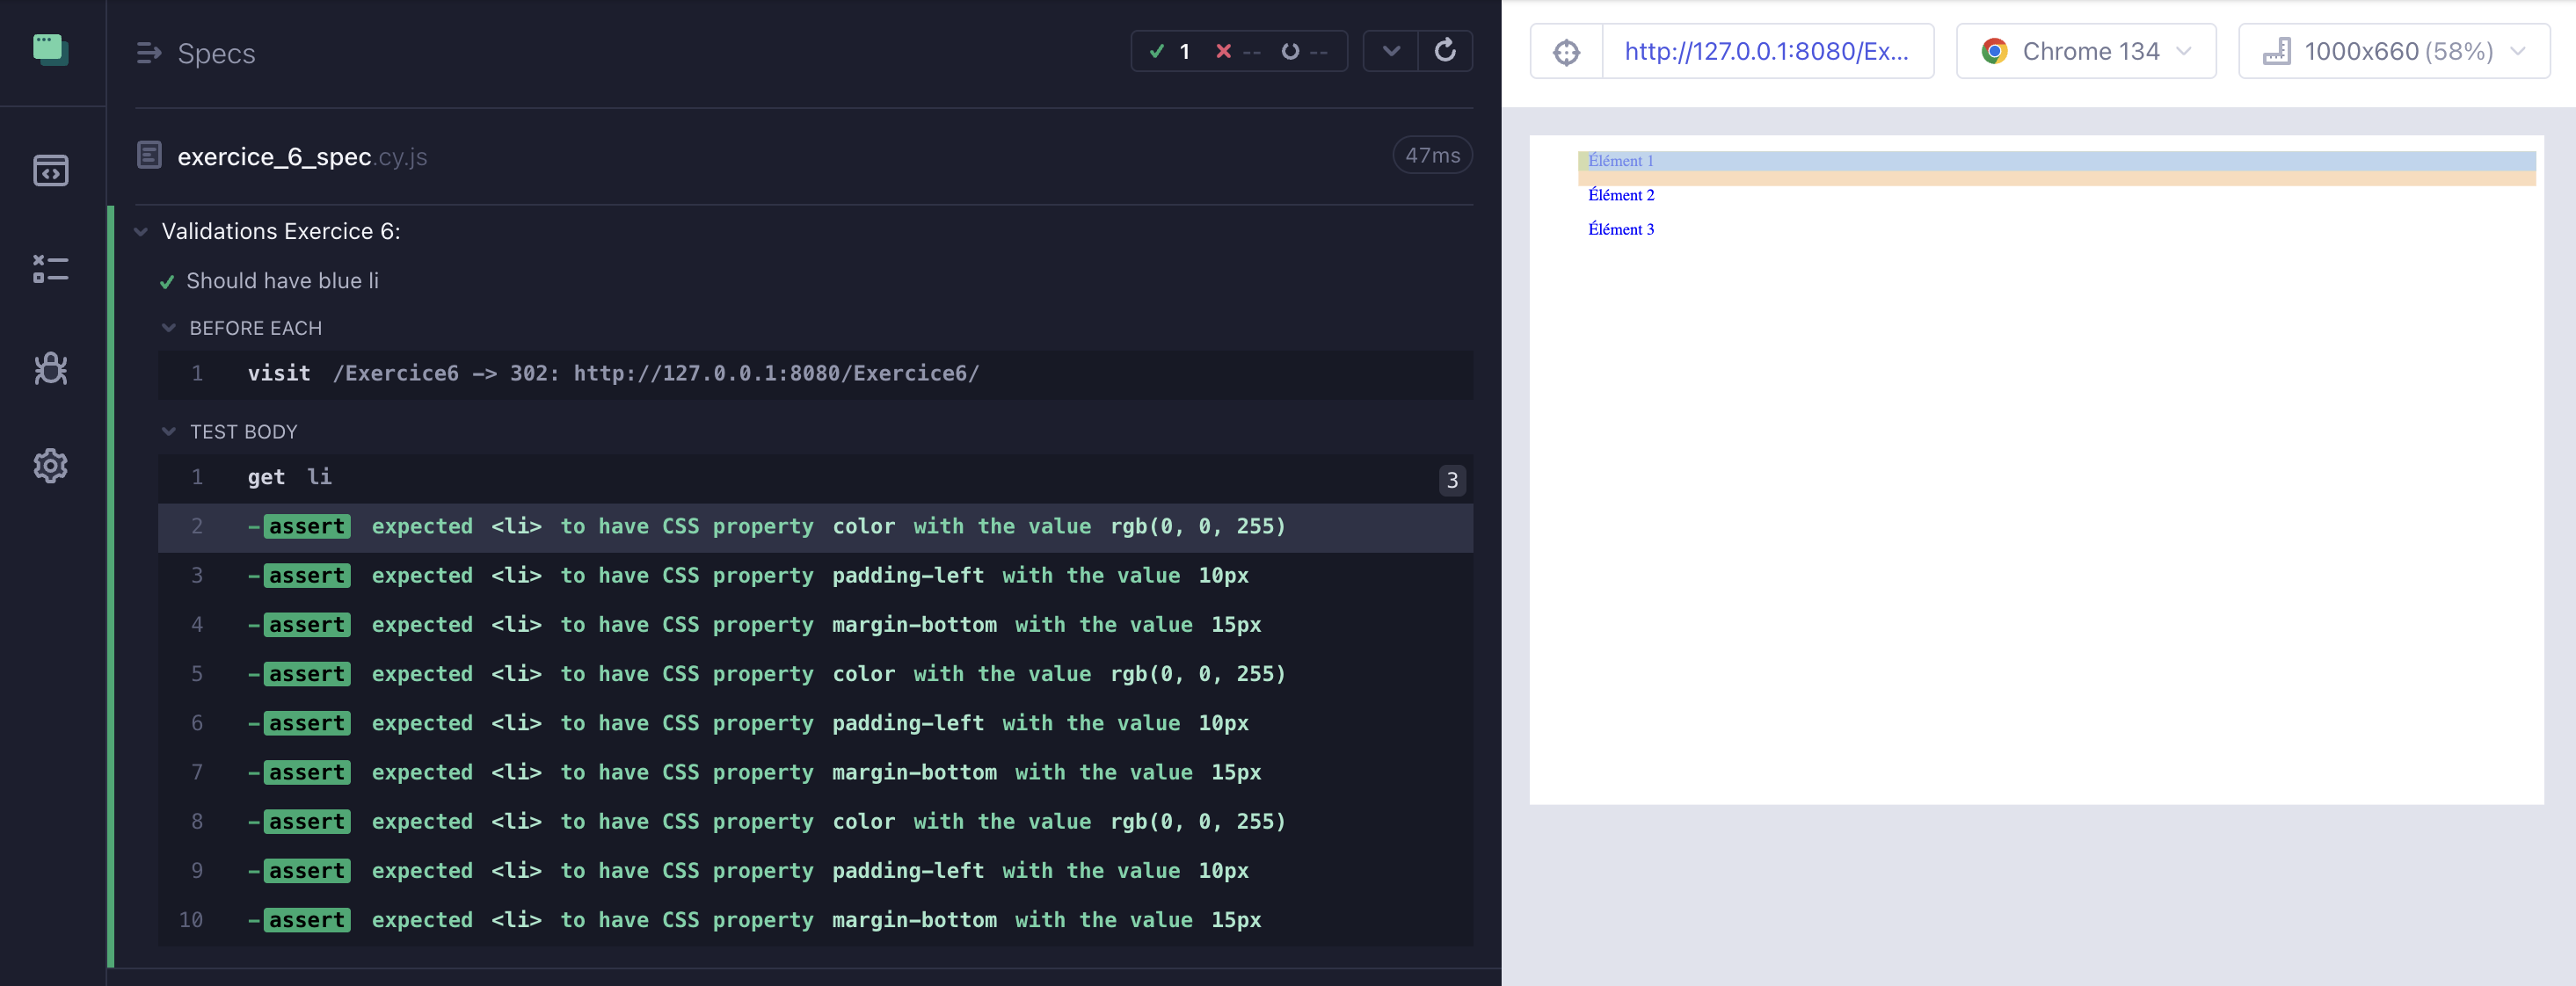 Specs
1 -- --
exercice_6_spec.cy.js 47ms
Validations Exercice 6:
Should have blue li
BEFORE EACH
1 visit /Exercice6 -> 302: http://127.0.0.1:8080/Exercice6/
TEST BODY
1 get li 3
2 -assert expected <li> to have CSS property color with the value rgb(0, 0, 255)
3 -assert expected <li> to have CSS property padding-left with the value 10px
4 -assert expected <li> to have CSS property margin-bottom with the value 15px
5 -assert expected <li> to have CSS property color with the value rgb(0, 0, 255)
6 -assert expected <li> to have CSS property padding-left with the value 10px
7 -assert expected <li> to have CSS property margin-bottom with the value 15px
8 -assert expected <li> to have CSS property color with the value rgb(0, 0, 255)
9 -assert expected <li> to have CSS property padding-left with the value 10px
10 -assert expected <li> to have CSS property margin-bottom with the value 15px
http://127.0.0.1:8080/Ex... Chrome 134 1000x660 (58%)
Élément 1
Élément 2
Élément 3